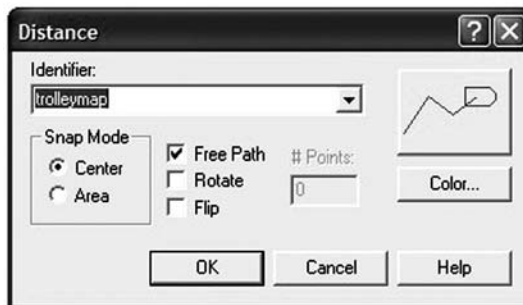 Distance
Identifier:
trolleymap
Snap Mode
Center
Area
Free Path
Rotate
Flip
# Points:
0
Color...
OK
Cancel
Help